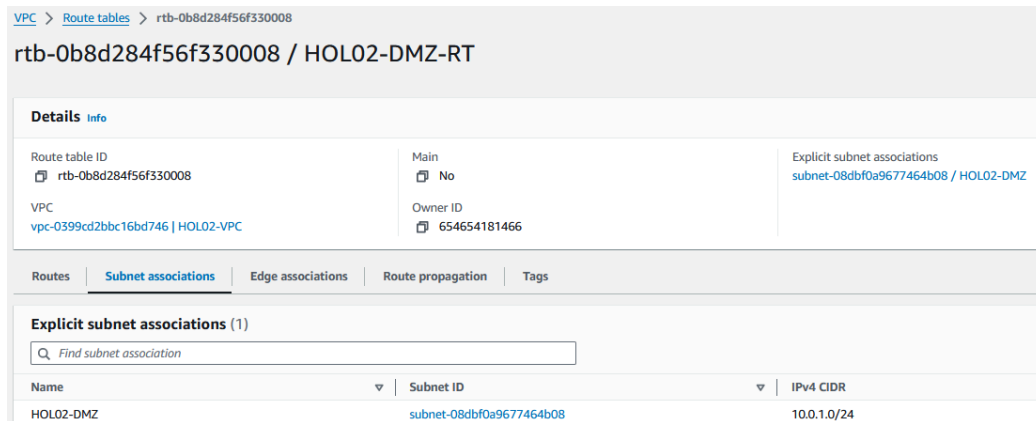 VPC > Route tables > rtb-0b8d284f56f330008
rtb-0b8d284f56f330008 / HOL02-DMZ-RT
Details Info
Route table ID
rtb-0b8d284f56f330008
Main
No
Explicit subnet associations
subnet-08dbf0a9677464b08 / HOL02-DMZ
VPC
vpc-0399cd2bbc16bd746 | HOL02-VPC
Owner ID
654654181466
Routes Subnet associations Edge associations Route propagation Tags
Explicit subnet associations (1)
Find subnet association
Name Subnet ID IPv4 CIDR
HOL02-DMZ subnet-08dbf0a9677464b08 10.0.1.0/24